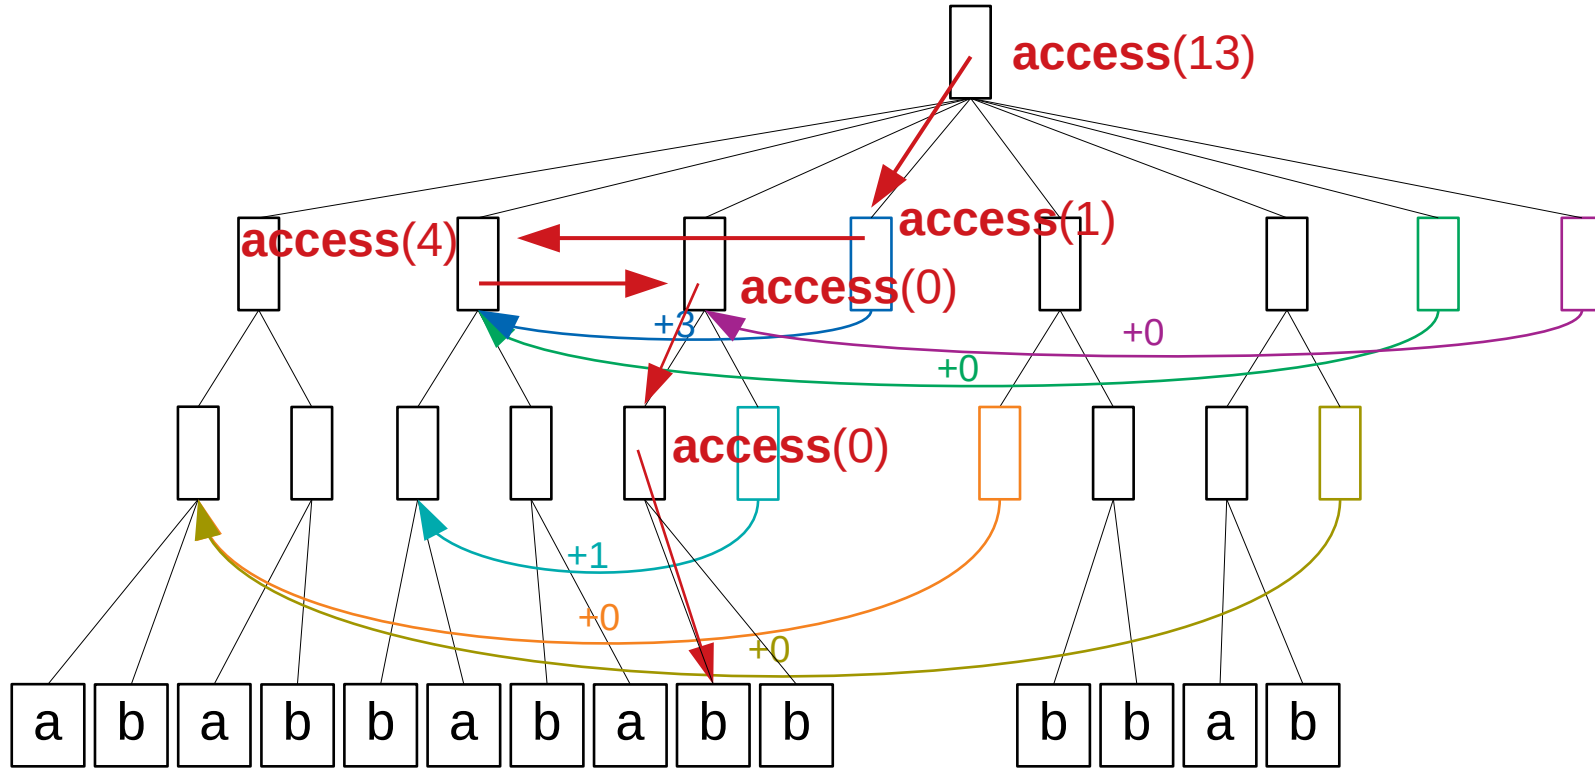 access(13)
access(4)
access(1)
access(0)
+3
+0
+0
access(0)
+1
+0
+0
a b a b b a b a b b b b a b